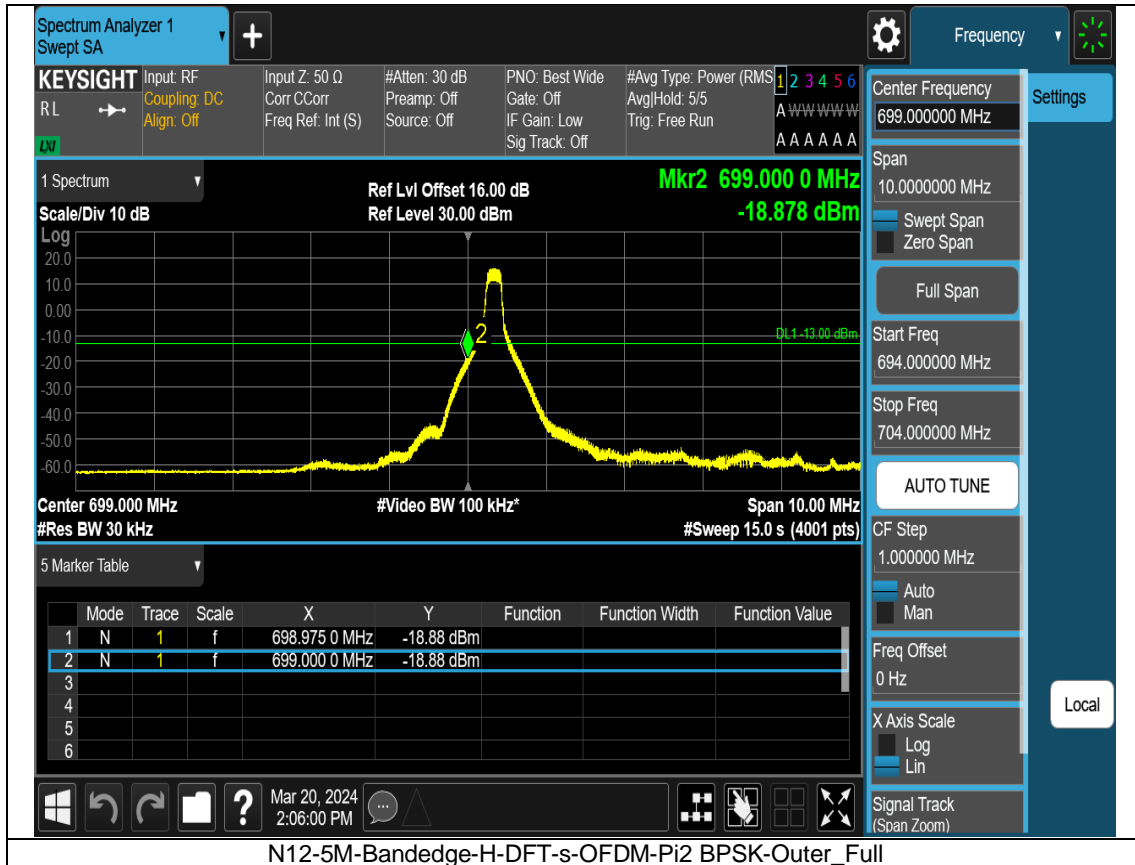 Spectrum Analyzer 1
Swept SA
+
Frequency
KEYSIGHT
RL
LXI
Input: RF
Coupling: DC
Align: Off
Input Z: 50 Ω
Corr CCorr
Freq Ref: Int (S)
#Atten: 30 dB
Preamp: Off
Source: Off
PNO: Best Wide
Gate: Off
IF Gain: Low
Sig Track: Off
#Avg Type: Power (RMS
Avg|Hold: 5/5
Trig: Free Run
1 2 3 4 5 6
A W W W W W
A A A A A A
1 Spectrum
Scale/Div 10 dB
Ref Lvl Offset 16.00 dB
Ref Level 30.00 dBm
Mkr2 699.000 0 MHz
-18.878 dBm
Log
20.0
10.0
0.00
-10.0
-20.0
-30.0
-40.0
-50.0
-60.0
2
DL1 -13.00 dBm
Center 699.000 MHz
#Video BW 100 kHz*
Span 10.00 MHz
#Res BW 30 kHz
#Sweep 15.0 s (4001 pts)
5 Marker Table
Mode Trace Scale X Y Function Function Width Function Value
1 N 1 f 698.975 0 MHz -18.88 dBm
2 N 1 f 699.000 0 MHz -18.88 dBm
3
4
5
6
Center Frequency
699.000000 MHz
Settings
Span
10.0000000 MHz
Swept Span
Zero Span
Full Span
Start Freq
694.000000 MHz
Stop Freq
704.000000 MHz
AUTO TUNE
CF Step
1.000000 MHz
Auto
Man
Freq Offset
0 Hz
X Axis Scale
Log
Lin
Local
Signal Track
(Span Zoom)
?
Mar 20, 2024
2:06:00 PM
N12-5M-Bandedge-H-DFT-s-OFDM-Pi2 BPSK-Outer_Full